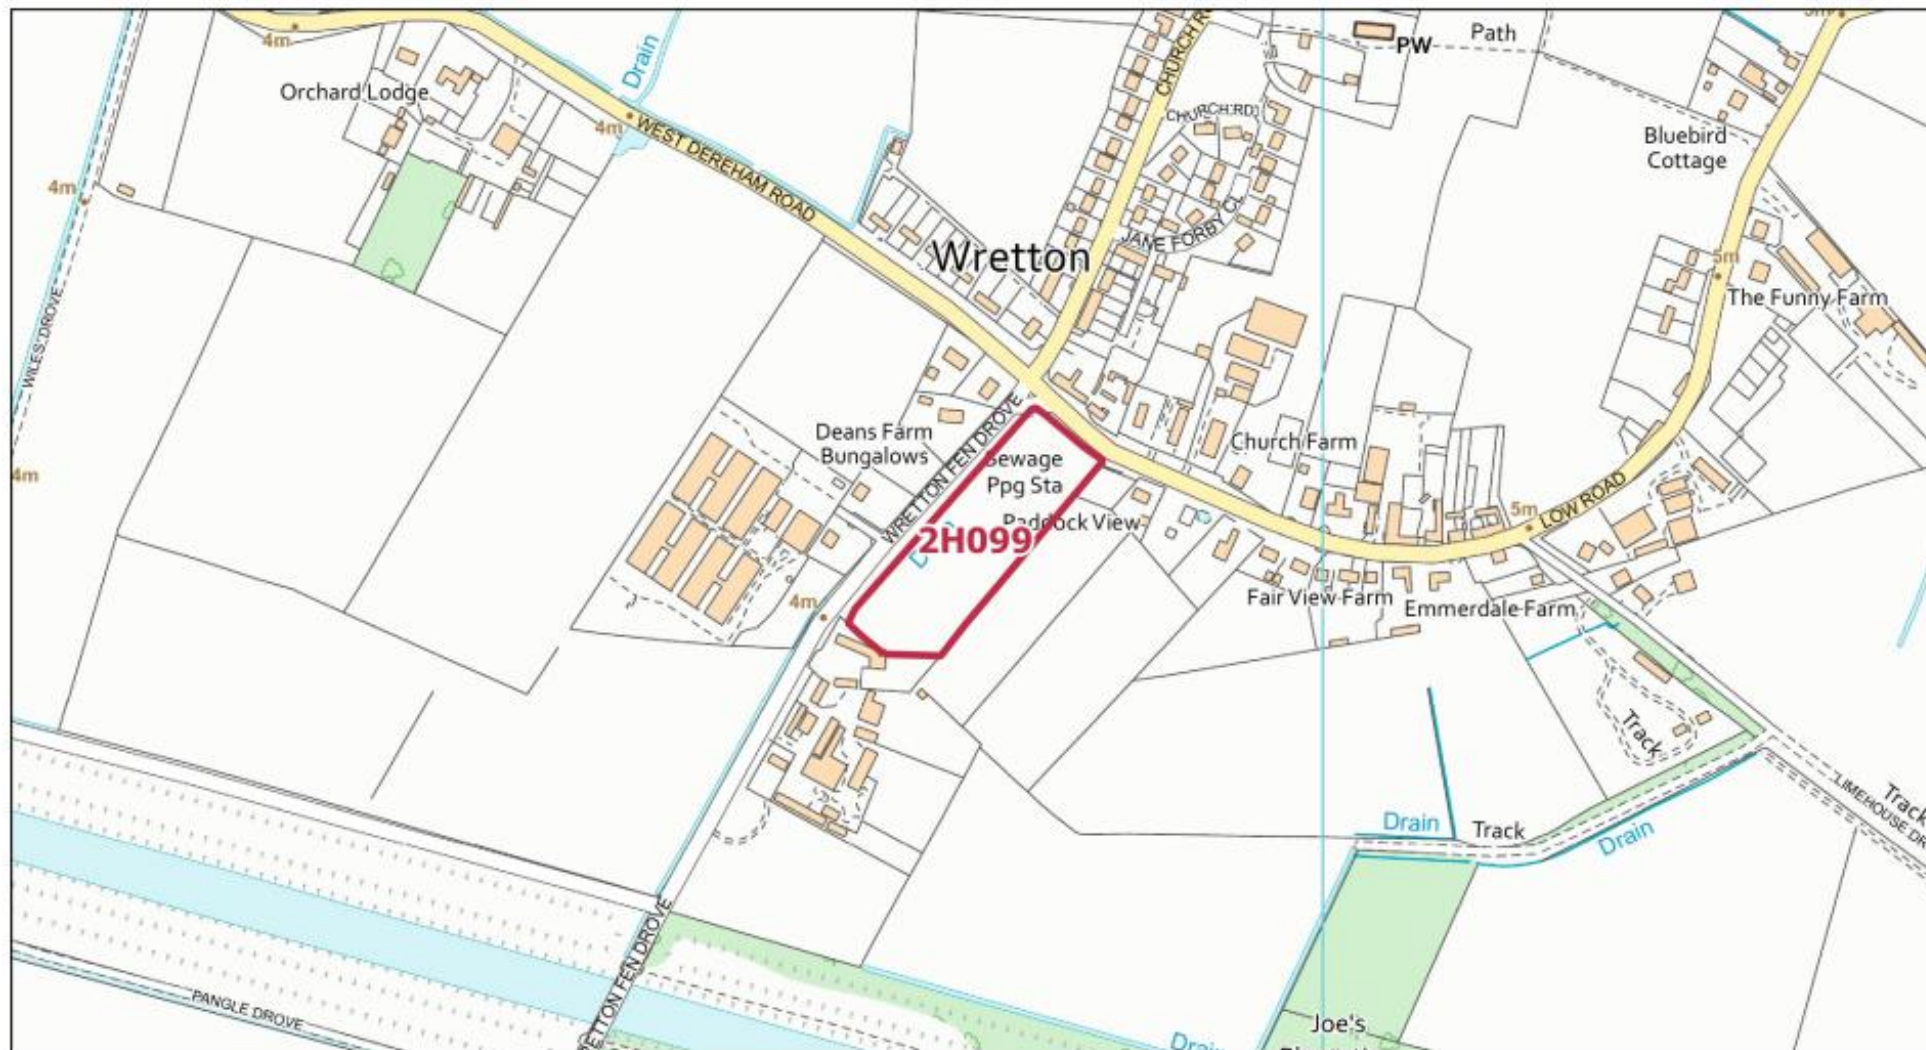 4m
Drain
Orchard Lodge
4m
WEST DEREHAM ROAD
4m
WILES DROVE
4m
CHURCH R
CHURCH RD
JANE FORBY CL
PW
Path
5m
Bluebird
Cottage
5m
The Funny Farm
Wretton
Deans Farm
Bungalows
WRETTON FEN DROVE
Sewage
Ppg Sta
Paddock View
2H099
4m
Church Farm
5m
LOW ROAD
Fair View Farm
Emmerdale Farm
Track
Track
LIMEHOUSE DR
Drain
Track
Drain
PANGLE DROVE
RETTON FEN DROVE
Drain
Joe's